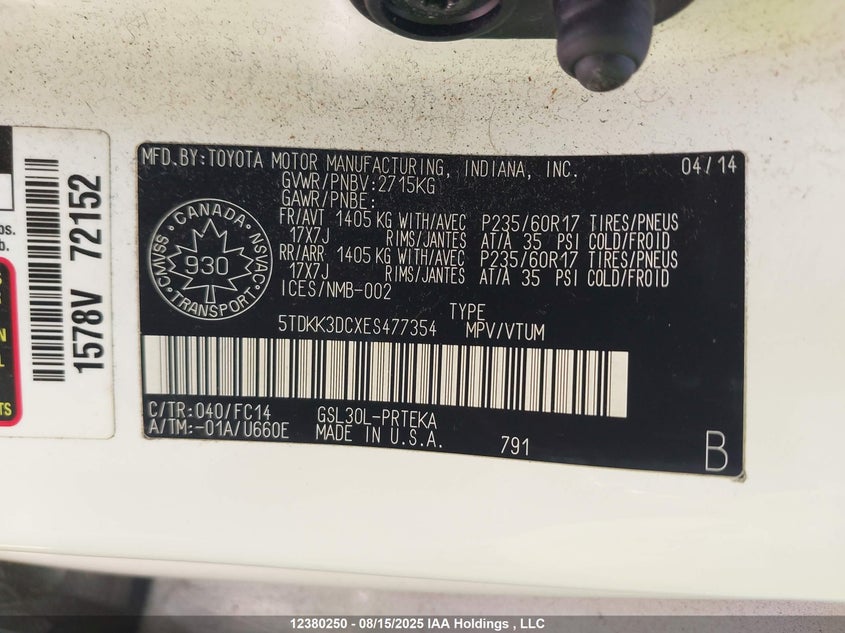 MFD.BY:TOYOTA MOTOR MANUFACTURING, INDIANA, INC. 04/14
GVWR/PNBV:2715KG
GAWR/PNBE:
FR/AVT 1405 KG WITH/AVEC P235/60R17 TIRES/PNEUS
17X7J RIMS/JANTES AT/A 35 PSI COLD/FROID
RR/ARR 1405 KG WITH/AVEC P235/60R17 TIRES/PNEUS
17X7J RIMS/JANTES AT/A 35 PSI COLD/FROID
ICES/NMB-002
CANADA
CMVSS NSVAC
930
TRANSPORT
TYPE
5TDKK3DCXES477354 MPV/VTUM
C/TR:040/FC14 GSL30L-PRTEKA
A/TM:-01A/U660E MADE IN U.S.A. 791
B
1578V 72152
bs.
b.
N
L
TS
12380250 - 08/15/2025 IAA Holdings , LLC